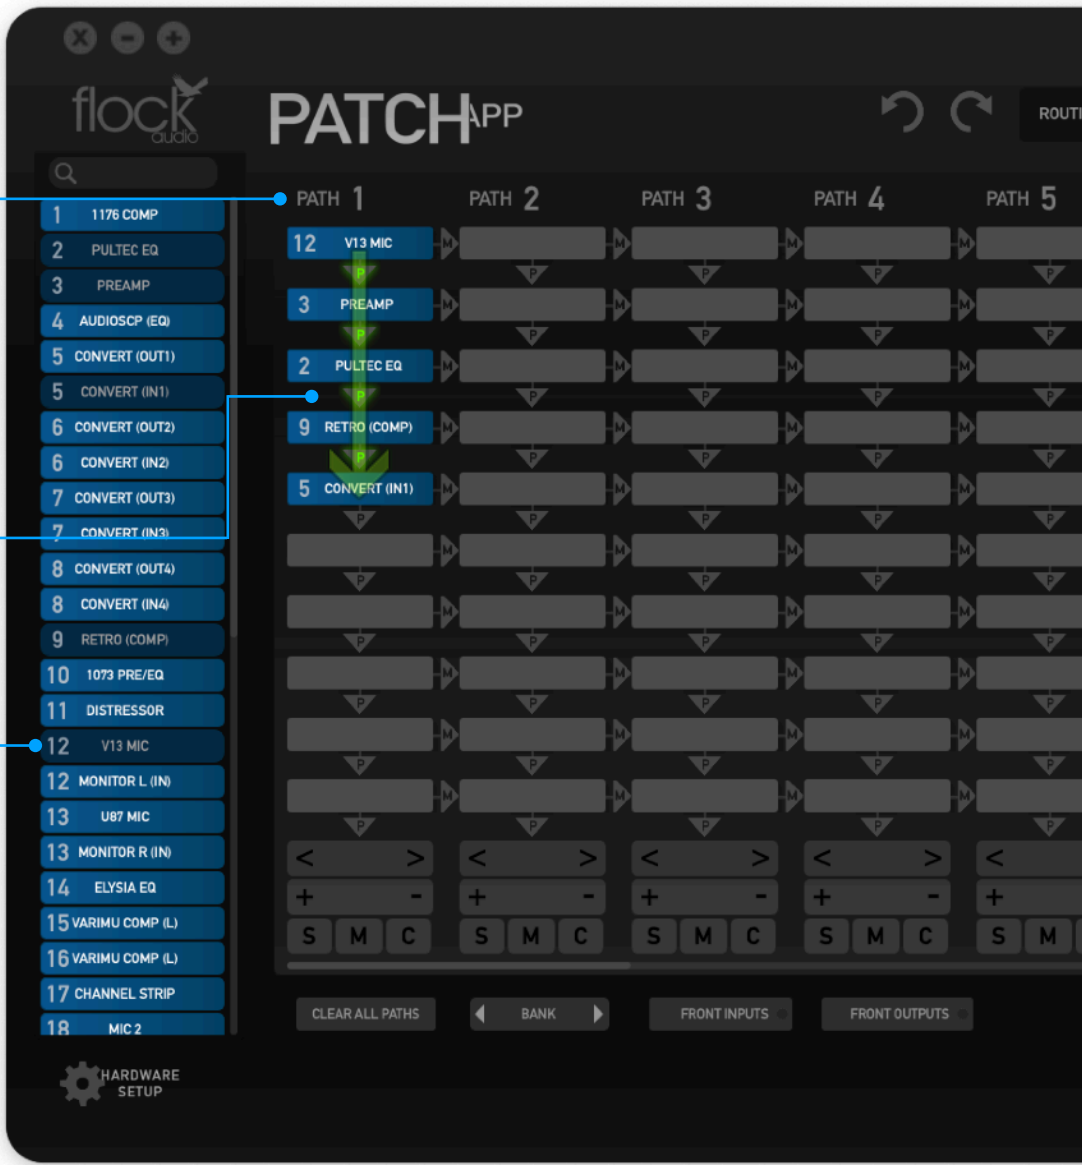 X - +
flock
audio
PATCH APP
ROUTI
PATH 1
PATH 2
PATH 3
PATH 4
PATH 5
1 1176 COMP
2 PULTEC EQ
3 PREAMP
4 AUDIOSCP (EQ)
5 CONVERT (OUT1)
5 CONVERT (IN1)
6 CONVERT (OUT2)
6 CONVERT (IN2)
7 CONVERT (OUT3)
7 CONVERT (IN3)
8 CONVERT (OUT4)
8 CONVERT (IN4)
9 RETRO (COMP)
10 1073 PRE/EQ
11 DISTRESSOR
12 V13 MIC
12 MONITOR L (IN)
13 U87 MIC
13 MONITOR R (IN)
14 ELYSIA EQ
15 VARIMU COMP (L)
16 VARIMU COMP (L)
17 CHANNEL STRIP
18 MIC 2
12 V13 MIC M M M M
P P P P P
3 PREAMP M M M M
P P P P P
2 PULTEC EQ M M M M
P P P P P
9 RETRO (COMP) M M M M
P P P P P
5 CONVERT (IN1) M M M M
P P P P P
M M M M
P P P P P
M M M M
P P P P P
M M M M
P P P P P
M M M M
P P P P P
M M M M
P P P P P
< > < > < > < > <
+ - + - + - + - +
S M C S M C S M C S M C S M
CLEAR ALL PATHS
BANK
FRONT INPUTS
FRONT OUTPUTS
HARDWARE
SETUP